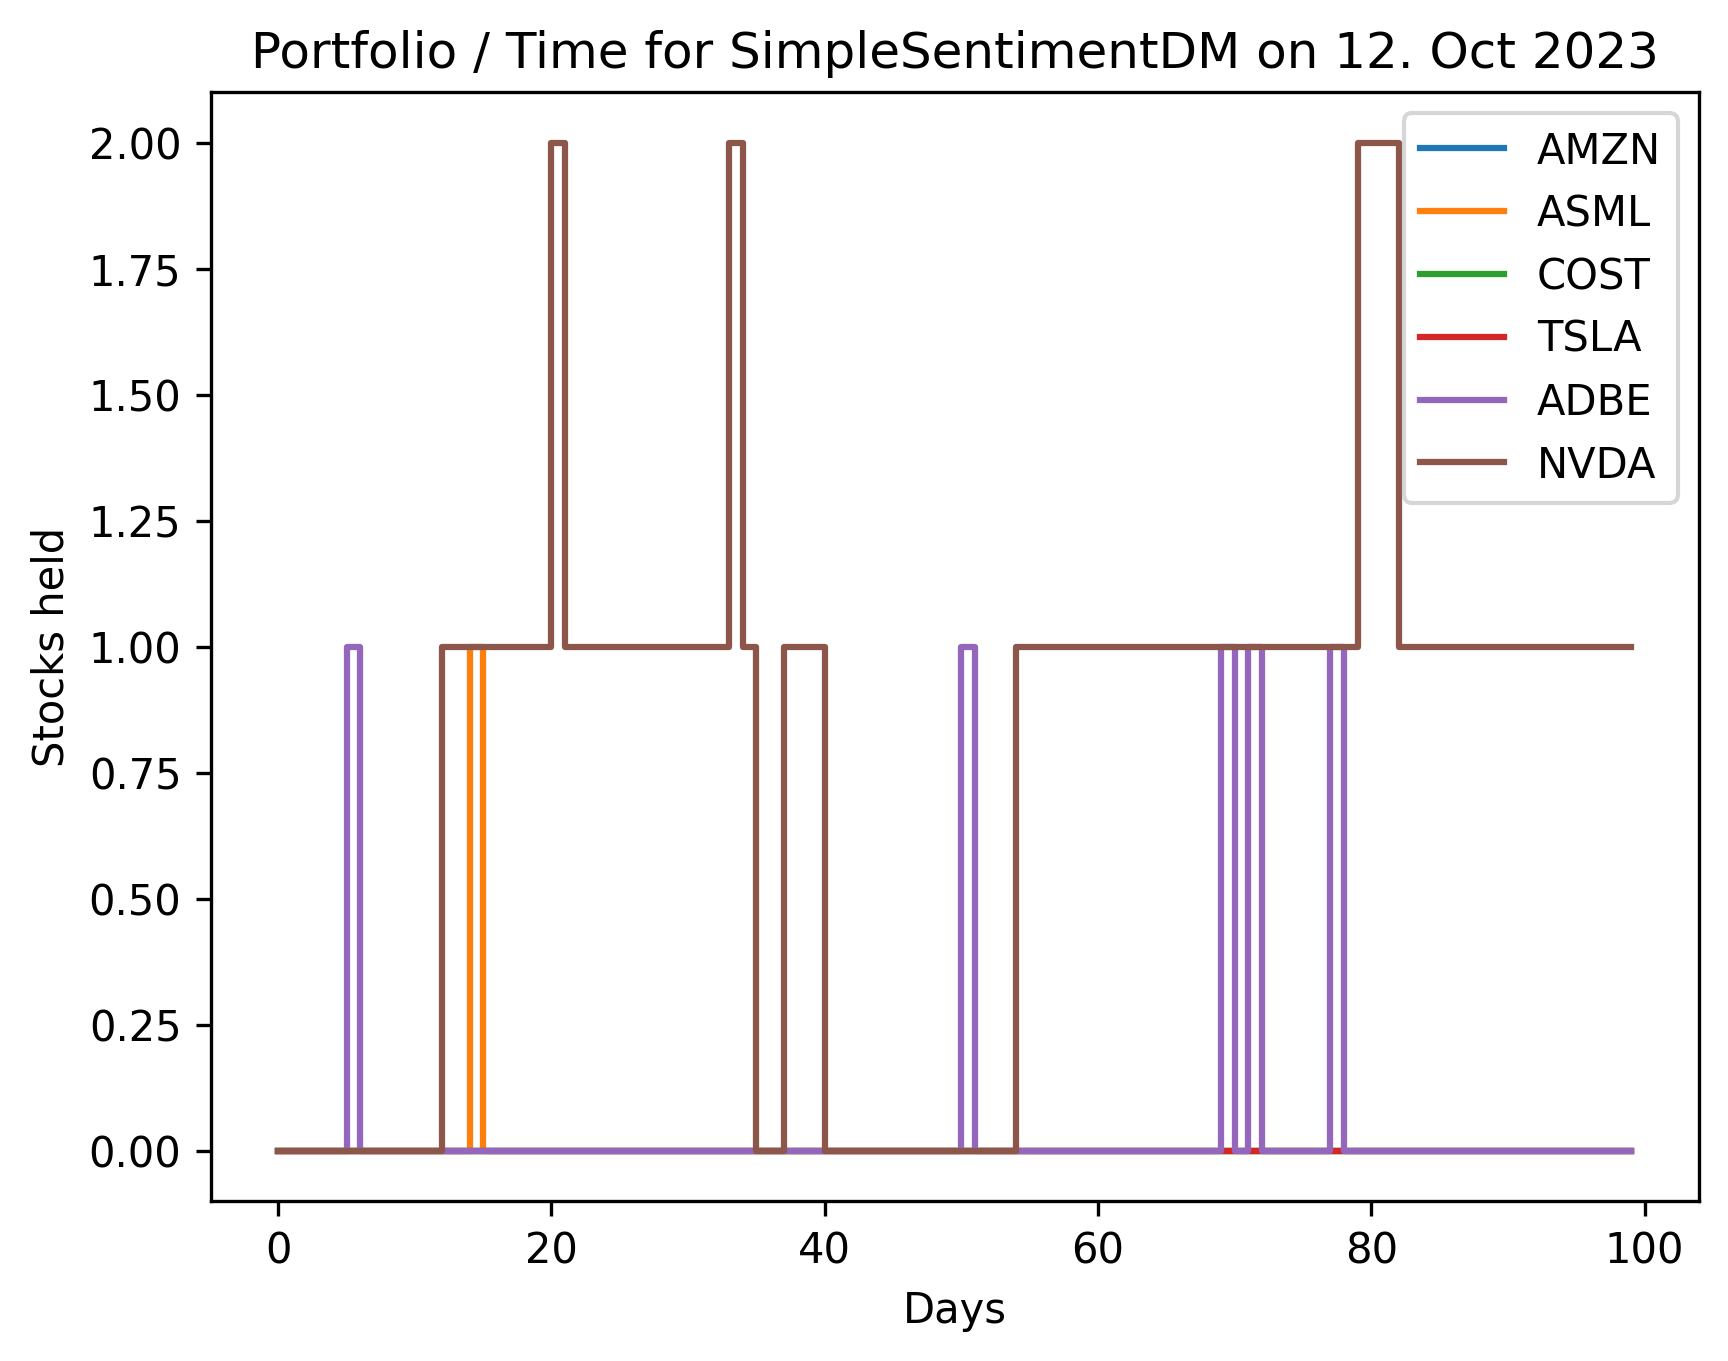 Portfolio / Time for SimpleSentimentDM on 12. Oct 2023
2.00
1.75
1.50
1.25
1.00
0.75
0.50
0.25
0.00
Stocks held
AMZN
ASML
COST
TSLA
ADBE
NVDA
0 20 40 60 80 100
Days